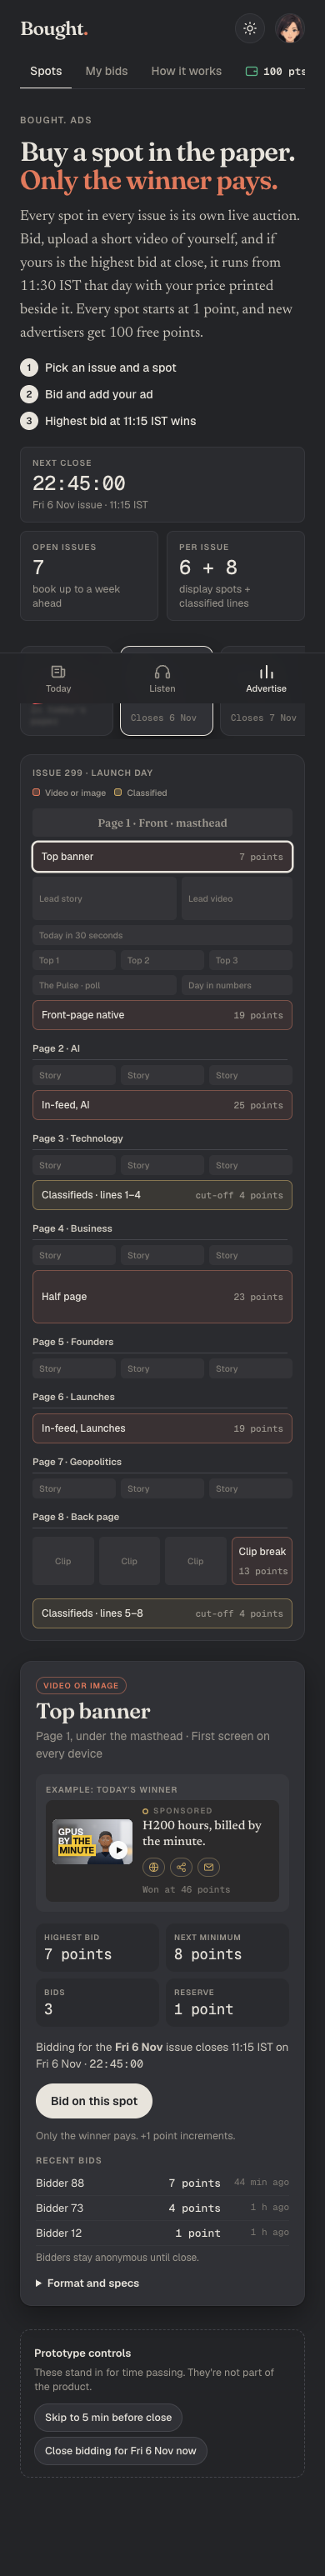 Bought.
Spots My bids How it works 100 pts
BOUGHT. ADS
Buy a spot in the paper.
Only the winner pays.
Every spot in every issue is its own live auction.
Bid, upload a short video of yourself, and if
yours is the highest bid at close, it runs from
11:30 IST that day with your price printed
beside it. Every spot starts at 1 point, and new
advertisers get 100 free points.
1 Pick an issue and a spot
2 Bid and add your ad
3 Highest bid at 11:15 IST wins
NEXT CLOSE
22:45:00
Fri 6 Nov issue · 11:15 IST
OPEN ISSUES
7
book up to a week
ahead
PER ISSUE
6 + 8
display spots +
classified lines
Today Listen Advertise
Closes 6 Nov Closes 7 Nov
ISSUE 299 · LAUNCH DAY
Video or image Classified
Page 1 · Front · masthead
Top banner 7 points
Lead story Lead video
Today in 30 seconds
Top 1 Top 2 Top 3
The Pulse · poll Day in numbers
Front-page native 19 points
Page 2 · AI
Story Story Story
In-feed, AI 25 points
Page 3 · Technology
Story Story Story
Classifieds · lines 1–4 cut-off 4 points
Page 4 · Business
Story Story Story
Half page 23 points
Page 5 · Founders
Story Story Story
Page 6 · Launches
In-feed, Launches 19 points
Page 7 · Geopolitics
Story Story Story
Page 8 · Back page
Clip Clip Clip
Clip break
13 points
Classifieds · lines 5–8 cut-off 4 points
VIDEO OR IMAGE
Top banner
Page 1, under the masthead · First screen on
every device
EXAMPLE: TODAY'S WINNER
GPUS
BY THE
MINUTE
SPONSORED
H200 hours, billed by
the minute.
Won at 46 points
HIGHEST BID
7 points
NEXT MINIMUM
8 points
BIDS
3
RESERVE
1 point
Bidding for the Fri 6 Nov issue closes 11:15 IST on
Fri 6 Nov · 22:45:00
Bid on this spot
Only the winner pays. +1 point increments.
RECENT BIDS
Bidder 88 7 points 44 min ago
Bidder 73 4 points 1 h ago
Bidder 12 1 point 1 h ago
Bidders stay anonymous until close.
Format and specs
Prototype controls
These stand in for time passing. They're not part of
the product.
Skip to 5 min before close
Close bidding for Fri 6 Nov now